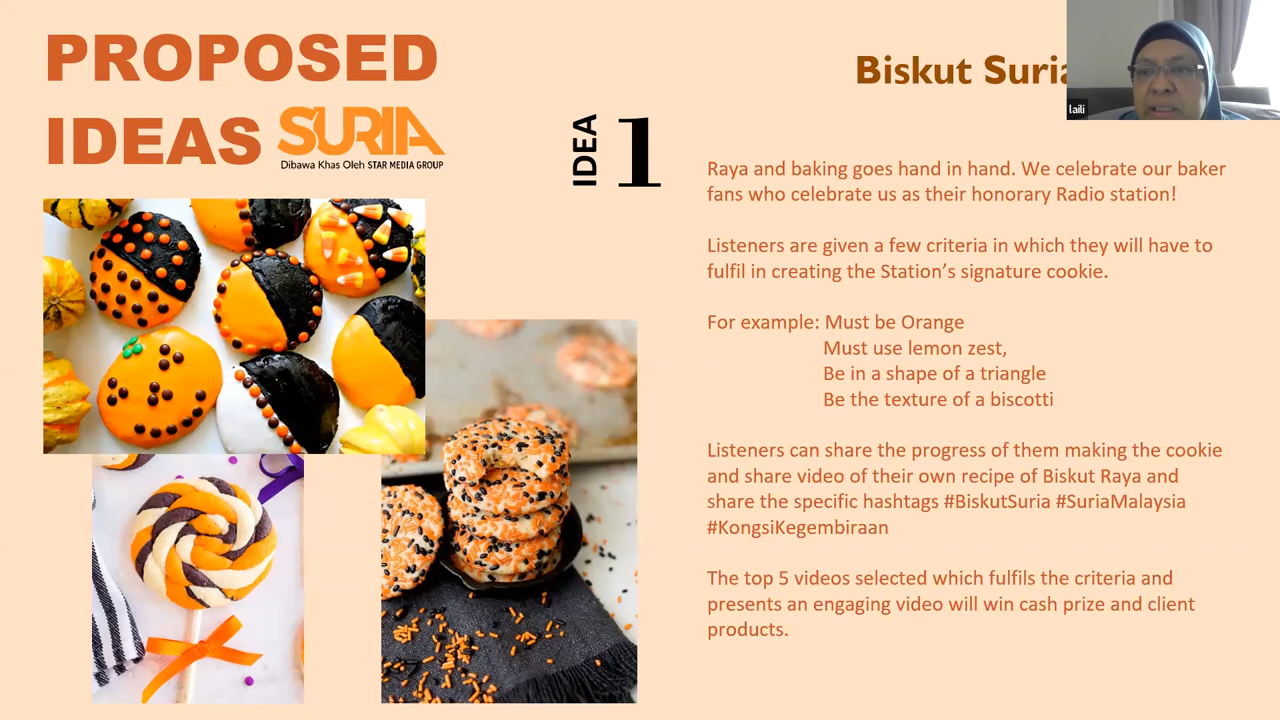 PROPOSED
IDEAS
SURIA
Dibawa Khas Oleh STAR MEDIA GROUP
IDEA 1
Biskut Suria
laili
Raya and baking goes hand in hand. We celebrate our baker
fans who celebrate us as their honorary Radio station!
Listeners are given a few criteria in which they will have to
fulfil in creating the Station’s signature cookie.
For example: Must be Orange
Must use lemon zest,
Be in a shape of a triangle
Be the texture of a biscotti
Listeners can share the progress of them making the cookie
and share video of their own recipe of Biskut Raya and
share the specific hashtags #BiskutSuria #SuriaMalaysia
#KongsiKegembiraan
The top 5 videos selected which fulfils the criteria and
presents an engaging video will win cash prize and client
products.